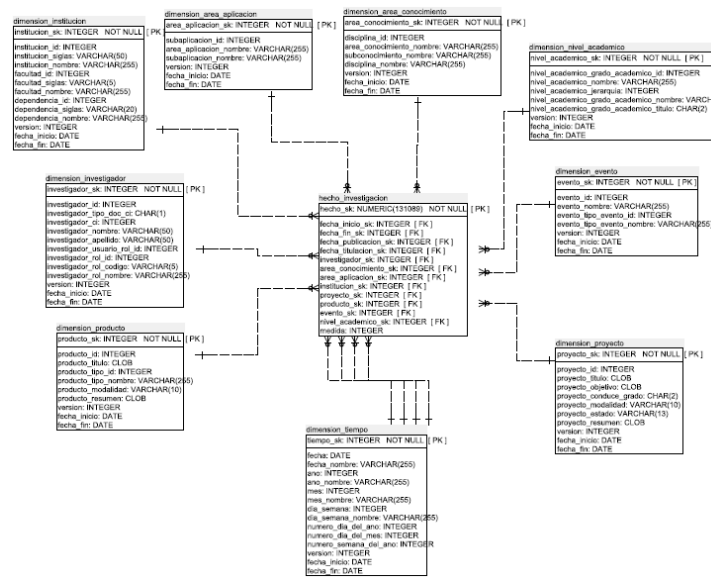 dimension_institucion
institucion_sk: INTEGER NOT NULL [ PK ]
institucion_id: INTEGER
institucion_siglas: VARCHAR(50)
institucion_nombre: VARCHAR(255)
facultad_id: INTEGER
facultad_siglas: VARCHAR(5)
facultad_nombre: VARCHAR(255)
dependencia_id: INTEGER
dependencia_siglas: VARCHAR(20)
dependencia_nombre: VARCHAR(255)
version: INTEGER
fecha_inicio: DATE
fecha_fin: DATE
dimension_area_aplicacion
area_aplicacion_sk: INTEGER NOT NULL [ PK ]
subaplicacion_id: INTEGER
area_aplicacion_nombre: VARCHAR(255)
subaplicacion_nombre: VARCHAR(255)
version: INTEGER
fecha_inicio: DATE
fecha_fin: DATE
dimension_area_conocimiento
area_conocimiento_sk: INTEGER NOT NULL [ PK ]
disciplina_id: INTEGER
area_conocimiento_nombre: VARCHAR(255)
subconocimiento_nombre: VARCHAR(255)
disciplina_nombre: VARCHAR(255)
version: INTEGER
fecha_inicio: DATE
fecha_fin: DATE
dimension_nivel_academico
nivel_academico_sk: INTEGER NOT NULL [ PK ]
nivel_academico_grado_academico_id: INTEGER
nivel_academico_nombre: VARCHAR(255)
nivel_academico_jerarquia: INTEGER
nivel_academico_grado_academico_nombre: VARCH
nivel_academico_grado_academico_titulo: CHAR(2)
version: INTEGER
fecha_inicio: DATE
fecha_fin: DATE
dimension_investigador
investigador_sk: INTEGER NOT NULL [ PK ]
investigador_id: INTEGER
investigador_tipo_doc_ci: CHAR(1)
investigador_ci: INTEGER
investigador_nombre: VARCHAR(50)
investigador_apellido: VARCHAR(50)
investigador_usuario_rol_id: INTEGER
investigador_rol_id: INTEGER
investigador_rol_codigo: VARCHAR(5)
investigador_rol_nombre: VARCHAR(255)
version: INTEGER
fecha_inicio: DATE
fecha_fin: DATE
hecho_investigacion
hecho_sk: NUMERIC(131089) NOT NULL [ PK ]
fecha_inicio_sk: INTEGER [ FK ]
fecha_fin_sk: INTEGER [ FK ]
fecha_publicacion_sk: INTEGER [ FK ]
fecha_titulacion_sk: INTEGER [ FK ]
investigador_sk: INTEGER [ FK ]
area_conocimiento_sk: INTEGER [ FK ]
area_aplicacion_sk: INTEGER [ FK ]
institucion_sk: INTEGER [ FK ]
proyecto_sk: INTEGER [ FK ]
producto_sk: INTEGER [ FK ]
evento_sk: INTEGER [ FK ]
nivel_academico_sk: INTEGER [ FK ]
medida: INTEGER
dimension_evento
evento_sk: INTEGER NOT NULL [ PK ]
evento_id: INTEGER
evento_nombre: VARCHAR(255)
evento_tipo_evento_id: INTEGER
evento_tipo_evento_nombre: VARCHAR(255)
version: INTEGER
fecha_inicio: DATE
fecha_fin: DATE
dimension_producto
producto_sk: INTEGER NOT NULL [ PK ]
producto_id: INTEGER
producto_titulo: CLOB
producto_tipo_id: INTEGER
producto_tipo_nombre: VARCHAR(255)
producto_modalidad: VARCHAR(10)
producto_resumen: CLOB
version: INTEGER
fecha_inicio: DATE
fecha_fin: DATE
dimension_proyecto
proyecto_sk: INTEGER NOT NULL [ PK ]
proyecto_id: INTEGER
proyecto_titulo: CLOB
proyecto_objetivo: CLOB
proyecto_conduce_grado: CHAR(2)
proyecto_modalidad: VARCHAR(10)
proyecto_estado: VARCHAR(13)
proyecto_resumen: CLOB
version: INTEGER
fecha_inicio: DATE
fecha_fin: DATE
dimension_tiempo
tiempo_sk: INTEGER NOT NULL [ PK ]
fecha: DATE
fecha_nombre: VARCHAR(255)
ano: INTEGER
ano_nombre: VARCHAR(255)
mes: INTEGER
mes_nombre: VARCHAR(255)
dia_semana: INTEGER
dia_semana_nombre: VARCHAR(255)
numero_dia_del_ano: INTEGER
numero_dia_del_mes: INTEGER
numero_semana_del_ano: INTEGER
version: INTEGER
fecha_inicio: DATE
fecha_fin: DATE